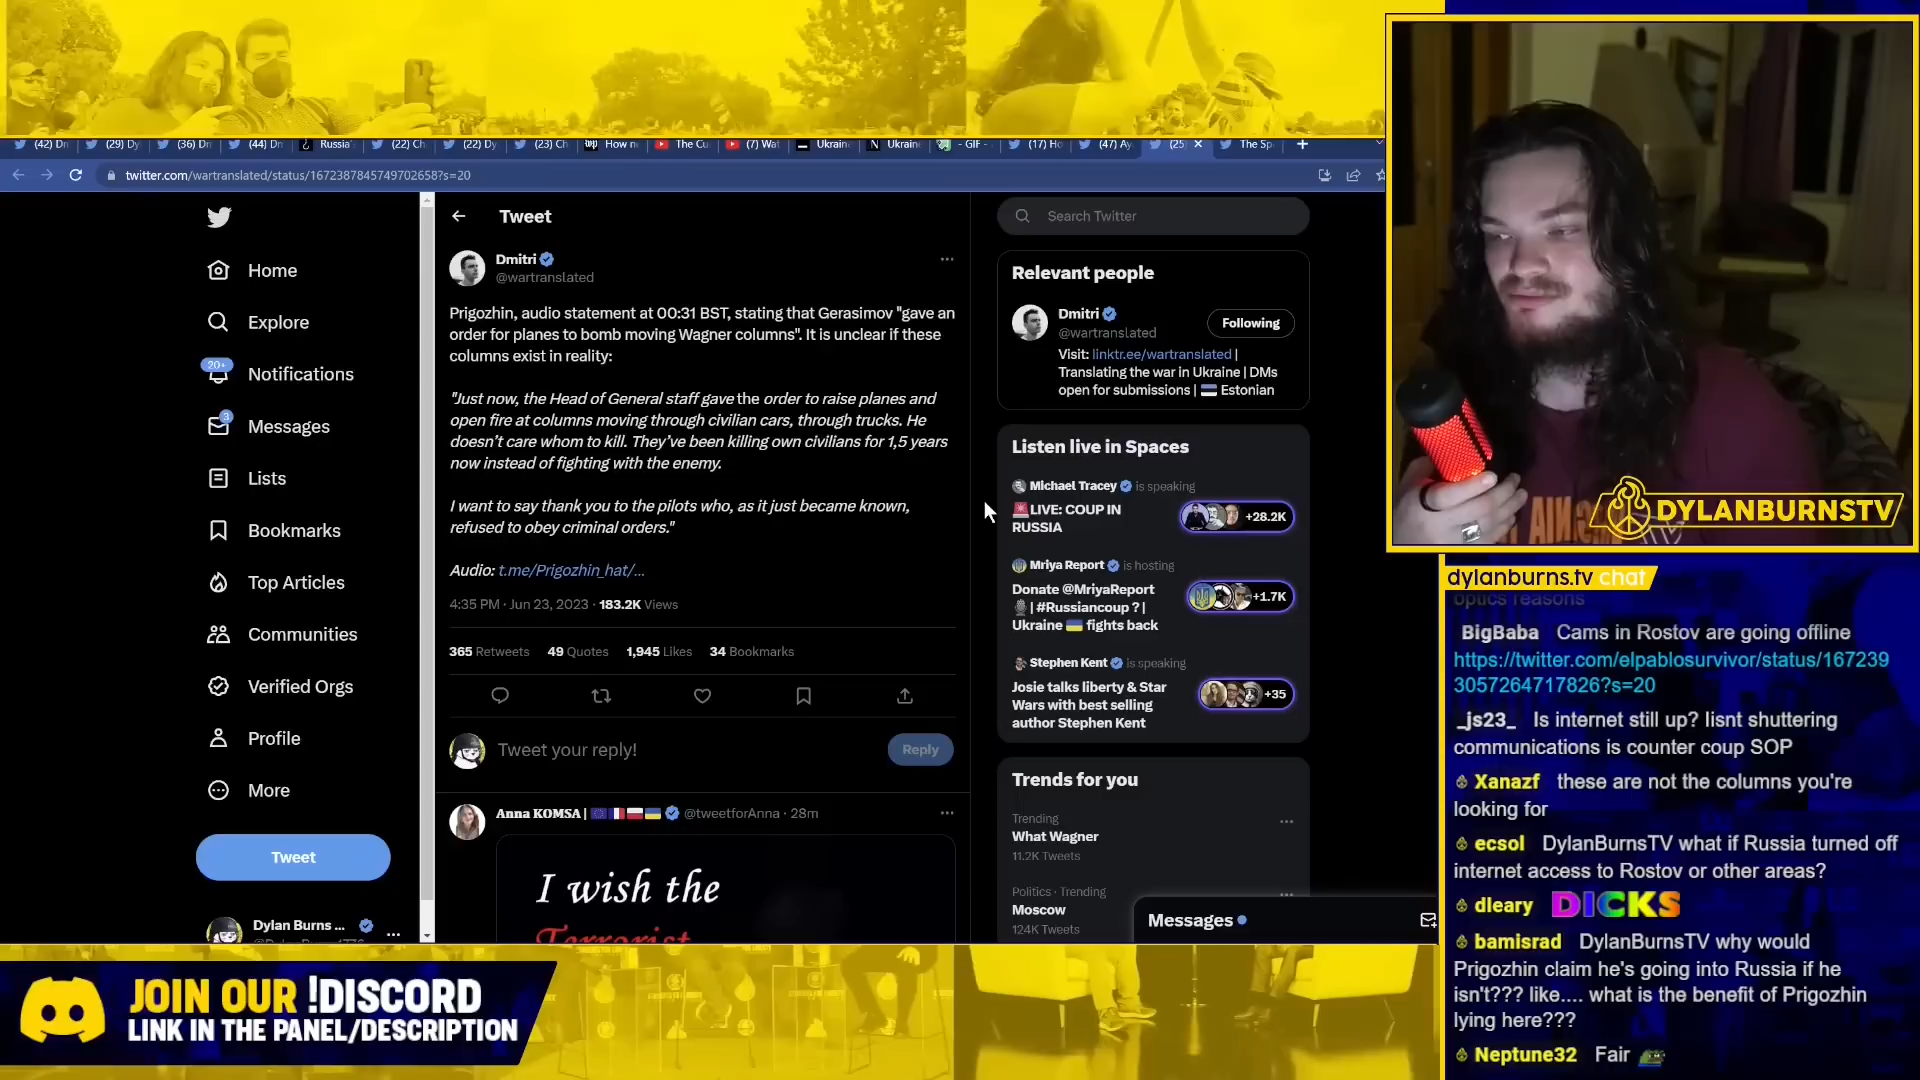 (42) Dm
(29) Dy
(36) Dm
(44) Dm
Russia's
(22) Ch
(22) Dy
(23) Ch
How n
The Cu
(7) Wat
Ukrain
Ukrain
- GIF -
(17) Ho
(47) Ay
(25)
The Sp
twitter.com/wartranslated/status/1672387845749702658?s=20
Home
Explore
20+
Notifications
3
Messages
Lists
Bookmarks
Top Articles
Communities
Verified Orgs
Profile
More
Tweet
Dylan Burns ...
Tweet
Dmitri
@wartranslated
Prigozhin, audio statement at 00:31 BST, stating that Gerasimov "gave an
order for planes to bomb moving Wagner columns". It is unclear if these
columns exist in reality:
"Just now, the Head of General staff gave the order to raise planes and
open fire at columns moving through civilian cars, through trucks. He
doesn't care whom to kill. They've been killing own civilians for 1,5 years
now instead of fighting with the enemy.
I want to say thank you to the pilots who, as it just became known,
refused to obey criminal orders."
Audio: t.me/Prigozhin_hat/...
4:35 PM · Jun 23, 2023 · 183.2K Views
365 Retweets 49 Quotes 1,945 Likes 34 Bookmarks
Tweet your reply!
Reply
Anna KOMSA | @tweetforAnna · 28m
I wish the
Terrorist
Search Twitter
Relevant people
Dmitri
@wartranslated
Following
Visit: linktr.ee/wartranslated |
Translating the war in Ukraine | DMs
open for submissions | Estonian
Listen live in Spaces
Michael Tracey is speaking
LIVE: COUP IN
RUSSIA
+28.2K
Mriya Report is hosting
Donate @MriyaReport
| #Russiancoup ? |
Ukraine fights back
+1.7K
Stephen Kent is speaking
Josie talks liberty & Star
Wars with best selling
author Stephen Kent
+35
Trends for you
Trending
What Wagner
11.2K Tweets
Politics · Trending
Moscow
124K Tweets
Messages
DYLANBURNSTV
dylanburns.tv chat
optics reasons
BigBaba Cams in Rostov are going offline
https://twitter.com/elpablosurvivor/status/167239
3057264717826?s=20
_js23_ Is internet still up? Iisnt shuttering
communications is counter coup SOP
Xanazf these are not the columns you're
looking for
ecsol DylanBurnsTV what if Russia turned off
internet access to Rostov or other areas?
dleary DICKS
bamisrad DylanBurnsTV why would
Prigozhin claim he's going into Russia if he
isn't??? like.... what is the benefit of Prigozhin
lying here???
Neptune32 Fair
JOIN OUR !DISCORD
LINK IN THE PANEL/DESCRIPTION